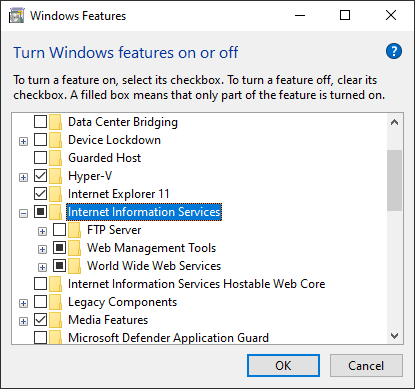 Windows Features
Turn Windows features on or off
?
To turn a feature on, select its checkbox. To turn a feature off, clear its
checkbox. A filled box means that only part of the feature is turned on.
Data Center Bridging
Device Lockdown
Guarded Host
Hyper-V
Internet Explorer 11
Internet Information Services
FTP Server
Web Management Tools
World Wide Web Services
Internet Information Services Hostable Web Core
Legacy Components
Media Features
Microsoft Defender Application Guard
OK
Cancel